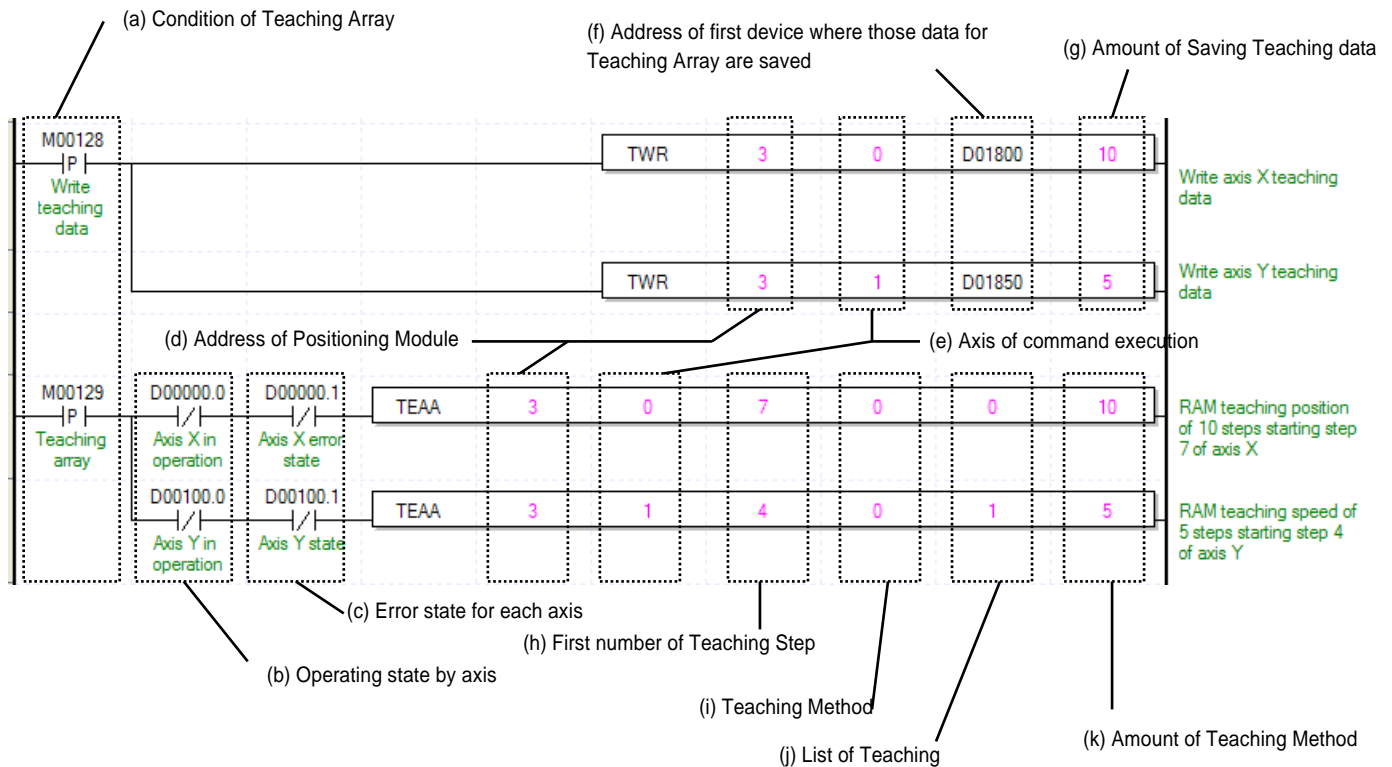 (a) Condition of Teaching Array
(f) Address of first device where those data for
Teaching Array are saved
(g) Amount of Saving Teaching data
M00128
P
Write
teaching
data
TWR 3 0 D01800 10
Write axis X teaching
data
TWR 3 1 D01850 5
Write axis Y teaching
data
(d) Address of Positioning Module
(e) Axis of command execution
M00129
P
Teaching
array
D00000.0
Axis X in
operation
D00000.1
Axis X error
state
TEAA 3 0 7 0 0 10
RAM teaching position
of 10 steps starting step
7 of axis X
D00100.0
Axis Y in
operation
D00100.1
Axis Y state
TEAA 3 1 4 0 1 5
RAM teaching speed of
5 steps starting step 4
of axis Y
(c) Error state for each axis
(h) First number of Teaching Step
(b) Operating state by axis
(i) Teaching Method
(j) List of Teaching
(k) Amount of Teaching Method